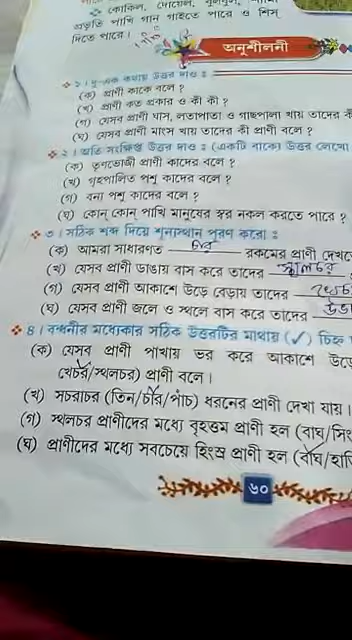 কোকিল, দোয়েল, বুলবুল,
প্রভৃতি পাখি গান গাইতে পারে ও শিস্
দিতে পারে।
অনুশীলনী
১। দু-এক কথায় উত্তর দাও :
(ক) প্রাণী কাকে বলে ?
(খ) প্রাণী কত প্রকার ও কী কী ?
(গ) যেসব প্রাণী ঘাস, লতাপাতা ও গাছপালা খায় তাদের
(ঘ) যেসব প্রাণী মাংস খায় তাদের কী প্রাণী বলে ?
২। অতি সংক্ষিপ্ত উত্তর দাও : (একটি বাক্যে উত্তর লেখো
(ক) তৃণভোজী প্রাণী কাদের বলে ?
(খ) গৃহপালিত পশু কাদের বলে ?
(গ) বন্য পশু কাদের বলে ?
(ঘ) কোন্ কোন্ পাখি মানুষের স্বর নকল করতে পারে ?
৩। সঠিক শব্দ দিয়ে শূন্যস্থান পূরণ করো :
(ক) আমরা সাধারণত চার রকমের প্রাণী দেখতে
(খ) যেসব প্রাণী ডাঙায় বাস করে তাদের স্থলচর
(গ) যেসব প্রাণী আকাশে উড়ে বেড়ায় তাদের
(ঘ) যেসব প্রাণী জলে ও স্থলে বাস করে তাদের
৪। বন্ধনীর মধ্যেকার সঠিক উত্তরটির মাথায় (✓) চিহ্ন
(ক) যেসব প্রাণী পাখায় ভর করে আকাশে উড়ে
খেচর/স্থলচর) প্রাণী বলে।
(খ) সচরাচর (তিন/চার/পাঁচ) ধরনের প্রাণী দেখা যায়।
(গ) স্থলচর প্রাণীদের মধ্যে বৃহত্তম প্রাণী হল (বাঘ/সিং
(ঘ) প্রাণীদের মধ্যে সবচেয়ে হিংস্র প্রাণী হল (বাঘ/হাতি
৬০